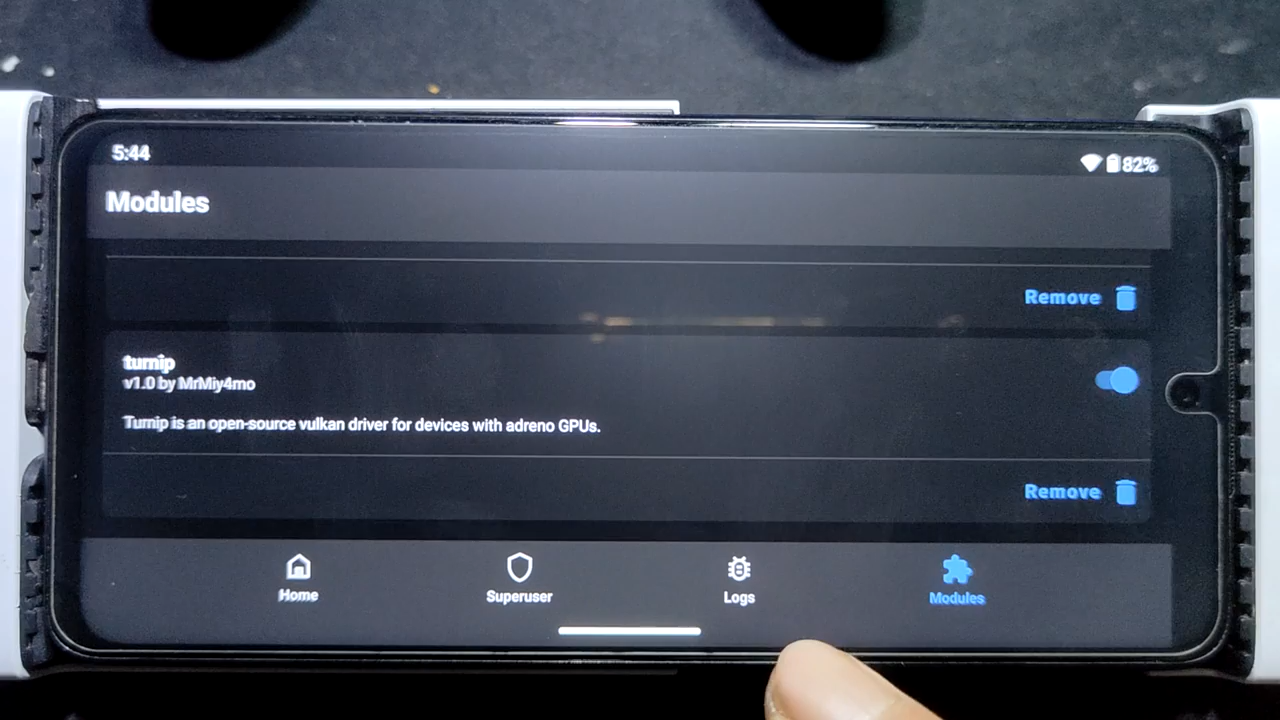 5:44
82%
Modules
Remove
turnip
v1.0 by MrMiy4mo
Turnip is an open-source vulkan driver for devices with adreno GPUs.
Remove
Home
Superuser
Logs
Modules